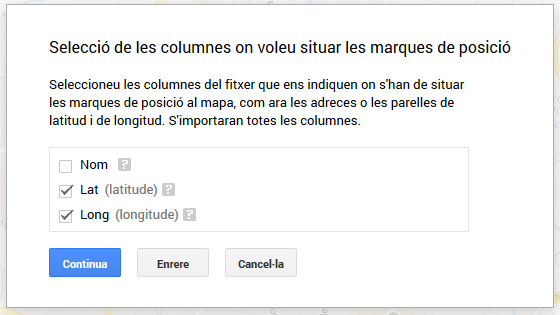 Selecció de les columnes on voleu situar les marques de posició
Seleccioneu les columnes del fitxer que ens indiquen on s'han de situar
les marques de posició al mapa, com ara les adreces o les parelles de
latitud i de longitud. S'importaran totes les columnes.
Nom ?
Lat (latitude) ?
Long (longitude) ?
Continua Enrere Cancel·la